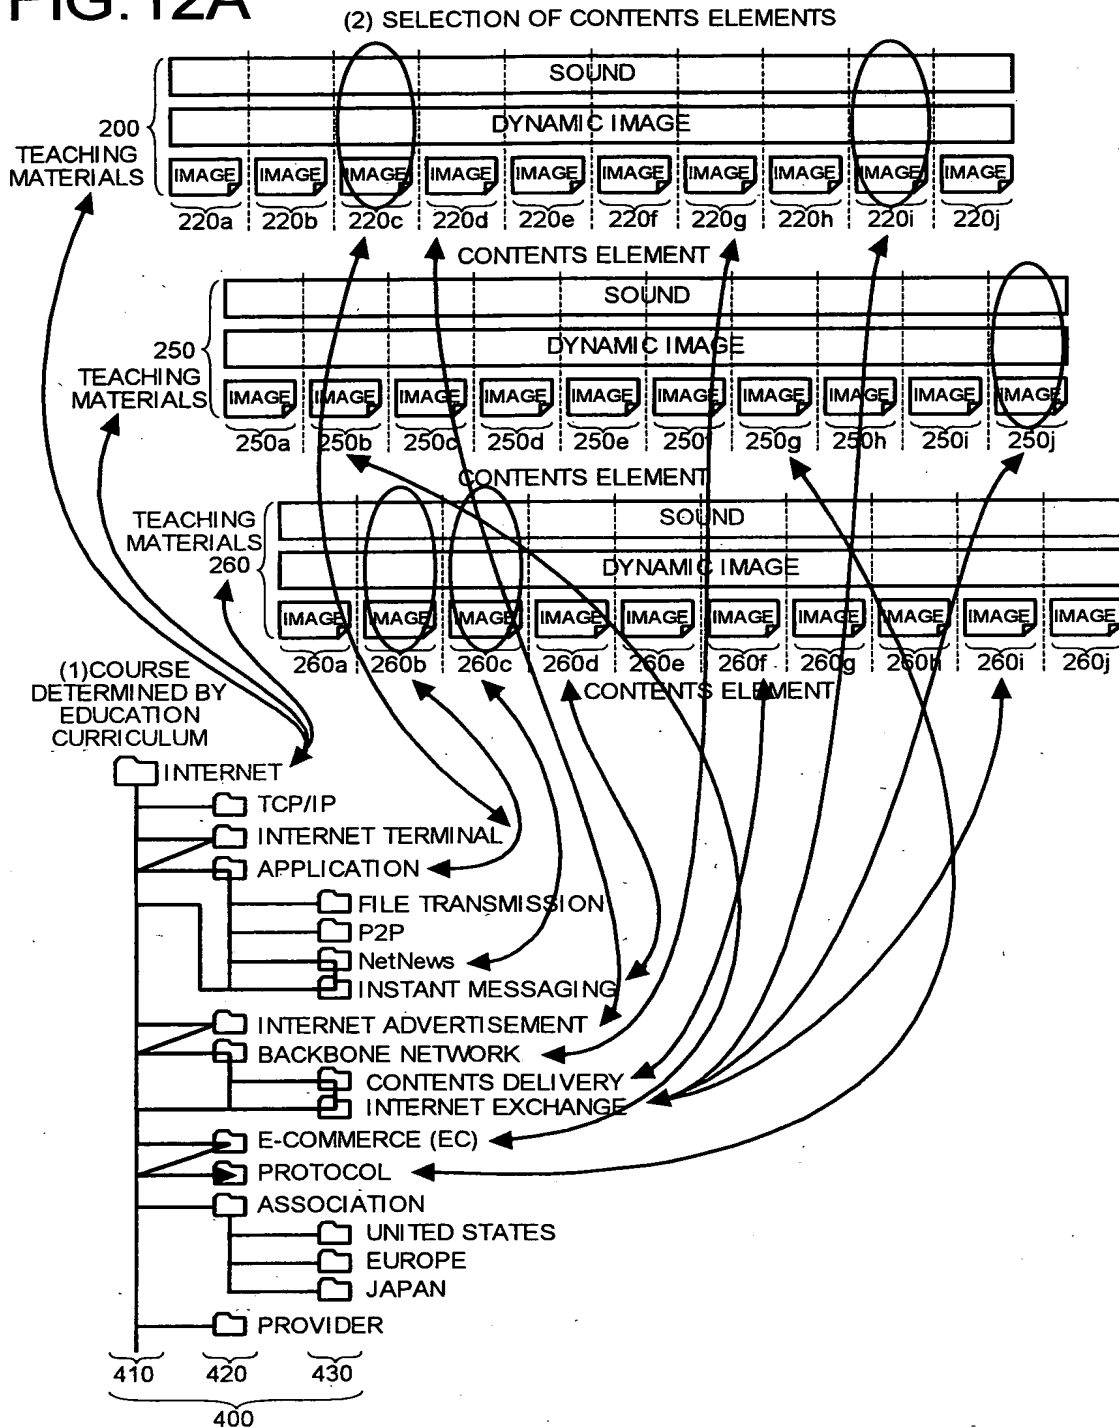 FIG. 12A
(2) SELECTION OF CONTENTS ELEMENTS
SOUND
DYNAMIC IMAGE
200
TEACHING
MATERIALS
IMAGE IMAGE IMAGE IMAGE IMAGE IMAGE IMAGE IMAGE IMAGE IMAGE
220a 220b 220c 220d 220e 220f 220g 220h 220i 220j
CONTENTS ELEMENT
SOUND
DYNAMIC IMAGE
250
TEACHING
MATERIALS
IMAGE IMAGE IMAGE IMAGE IMAGE IMAGE IMAGE IMAGE IMAGE IMAGE
250a 250b 250c 250d 250e 250f 250g 250h 250i 250j
CONTENTS ELEMENT
SOUND
TEACHING
MATERIALS
260
DYNAMIC IMAGE
IMAGE IMAGE IMAGE IMAGE IMAGE IMAGE IMAGE IMAGE IMAGE IMAGE
260a 260b 260c 260d 260e 260f 260g 260h 260i 260j
CONTENTS ELEMENT
(1)COURSE
DETERMINED BY
EDUCATION
CURRICULUM
INTERNET
TCP/IP
INTERNET TERMINAL
APPLICATION
FILE TRANSMISSION
P2P
NetNews
INSTANT MESSAGING
INTERNET ADVERTISEMENT
BACKBONE NETWORK
CONTENTS DELIVERY
INTERNET EXCHANGE
E-COMMERCE (EC)
PROTOCOL
ASSOCIATION
UNITED STATES
EUROPE
JAPAN
PROVIDER
410 420 430
400